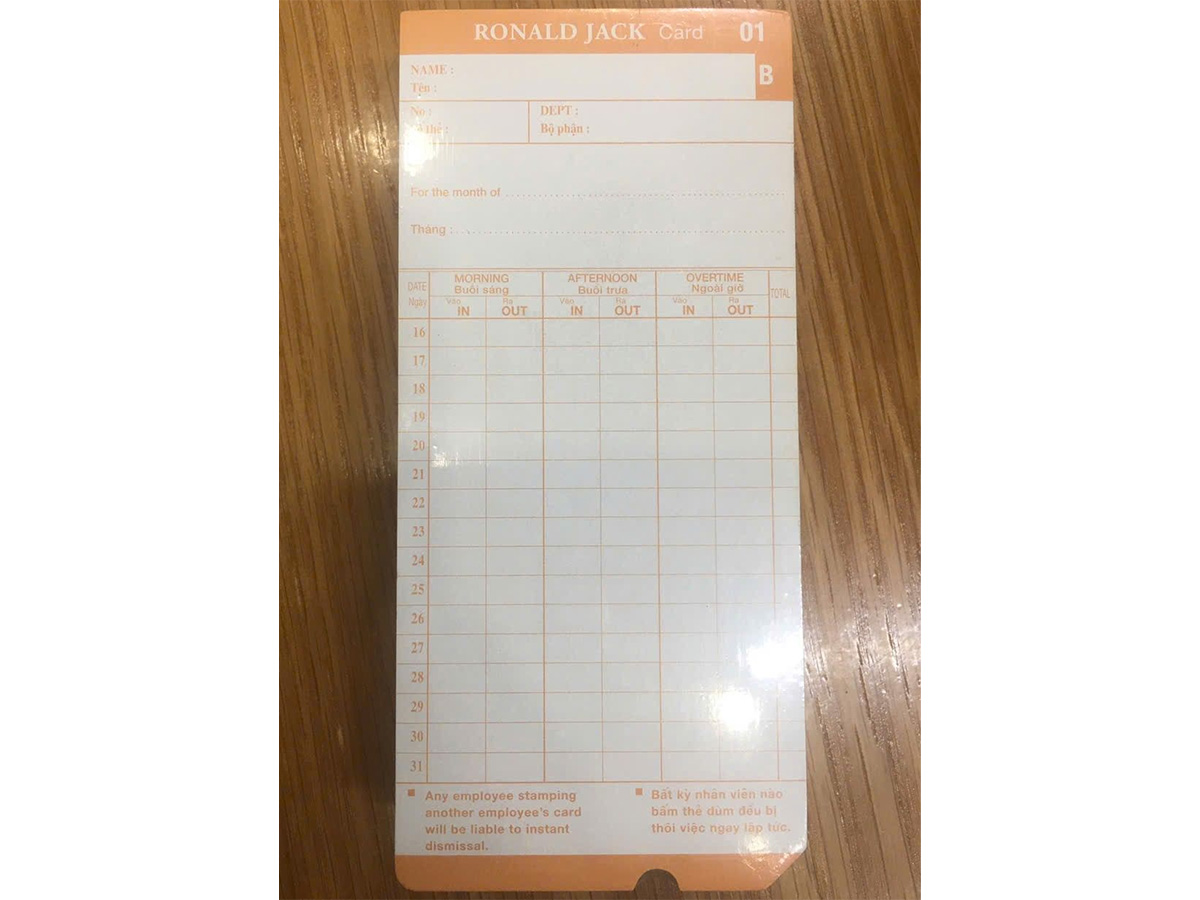 RONALD JACK Card 01
B
NAME :
Tên :
No :
thẻ :
DEPT :
Bộ phận :
For the month of
Tháng :
DATE
Ngày
MORNING
Buổi sáng
AFTERNOON
Buổi trưa
OVERTIME
Ngoài giờ
TOTAL
Vào
IN
Ra
OUT
Vào
IN
Ra
OUT
Vào
IN
Ra
OUT
16
17
18
19
20
21
22
23
24
25
26
27
28
29
30
31
Any employee stamping
another employee's card
will be liable to instant
dismissal.
Bất kỳ nhân viên nào
bấm thẻ dùm đều bị
thôi việc ngay lập tức.